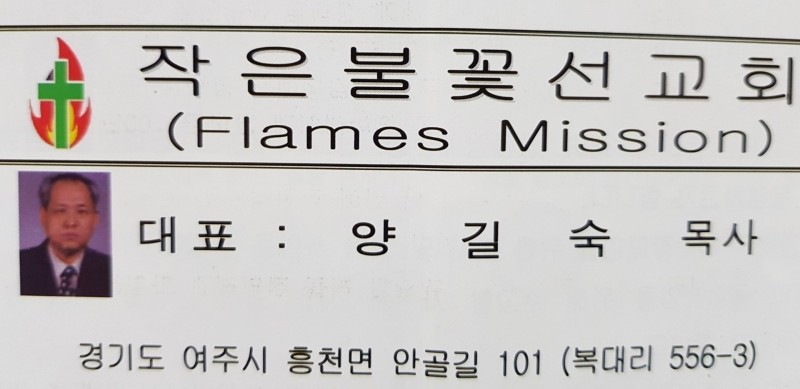 작은불꽃선교회
(Flames Mission)
대표 : 양 길 숙 목사
경기도 여주시 흥천면 안골길 101 (복대리 556-3)